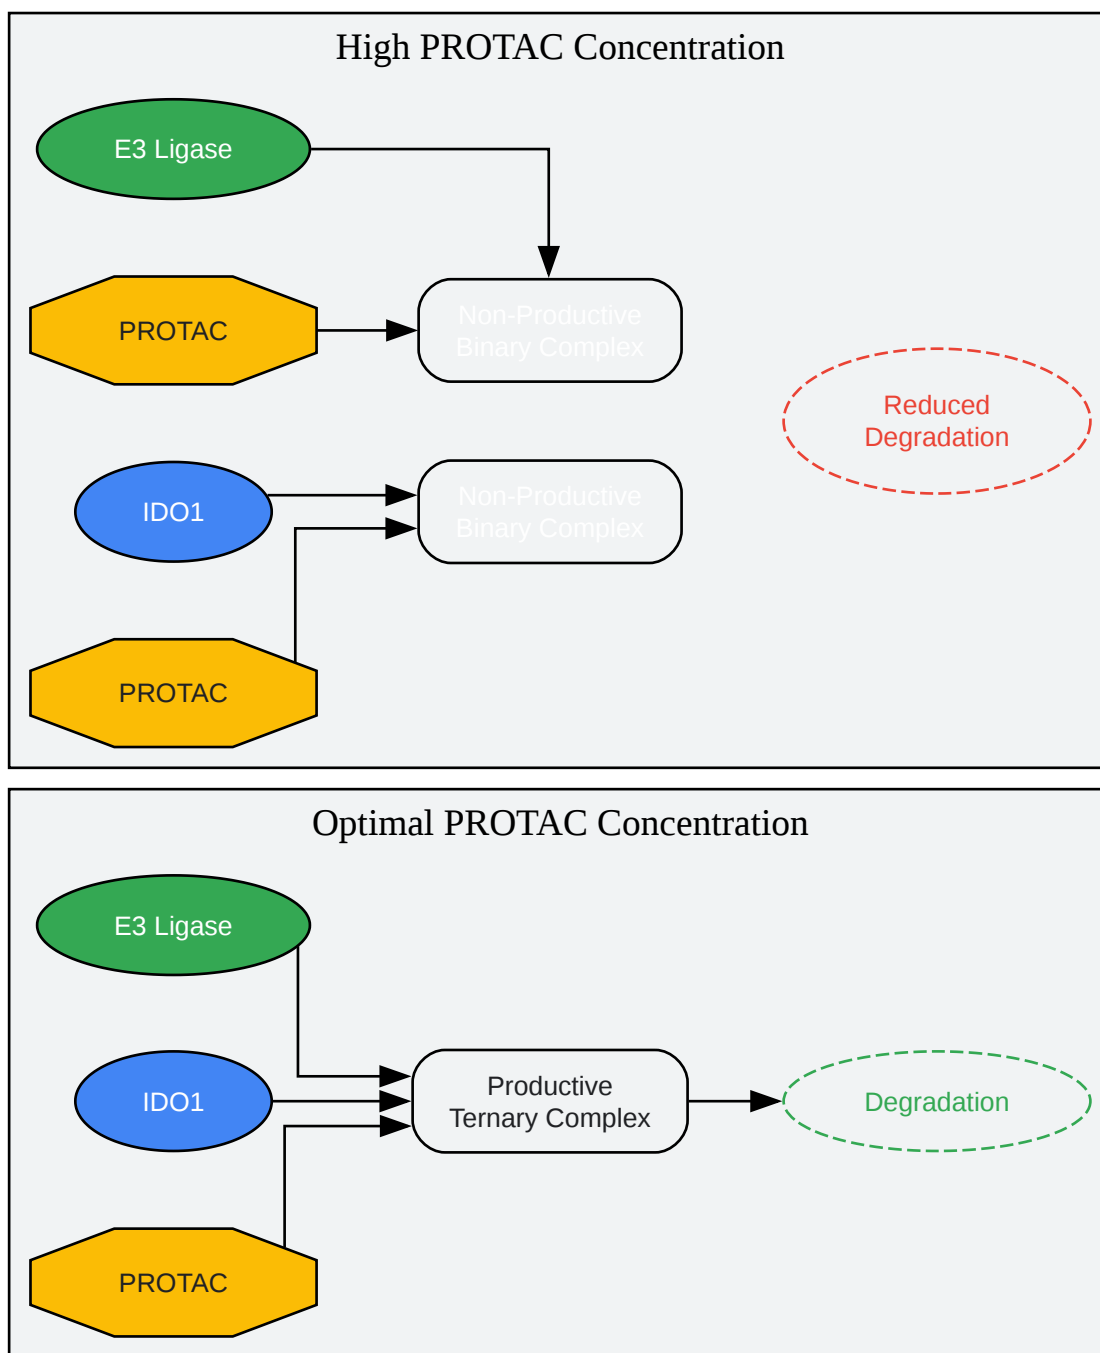 High PROTAC Concentration
E3 Ligase
PROTAC
Non-Productive
Binary Complex
Reduced
Degradation
IDO1
Non-Productive
Binary Complex
PROTAC
Optimal PROTAC Concentration
E3 Ligase
IDO1
Productive
Ternary Complex
Degradation
PROTAC